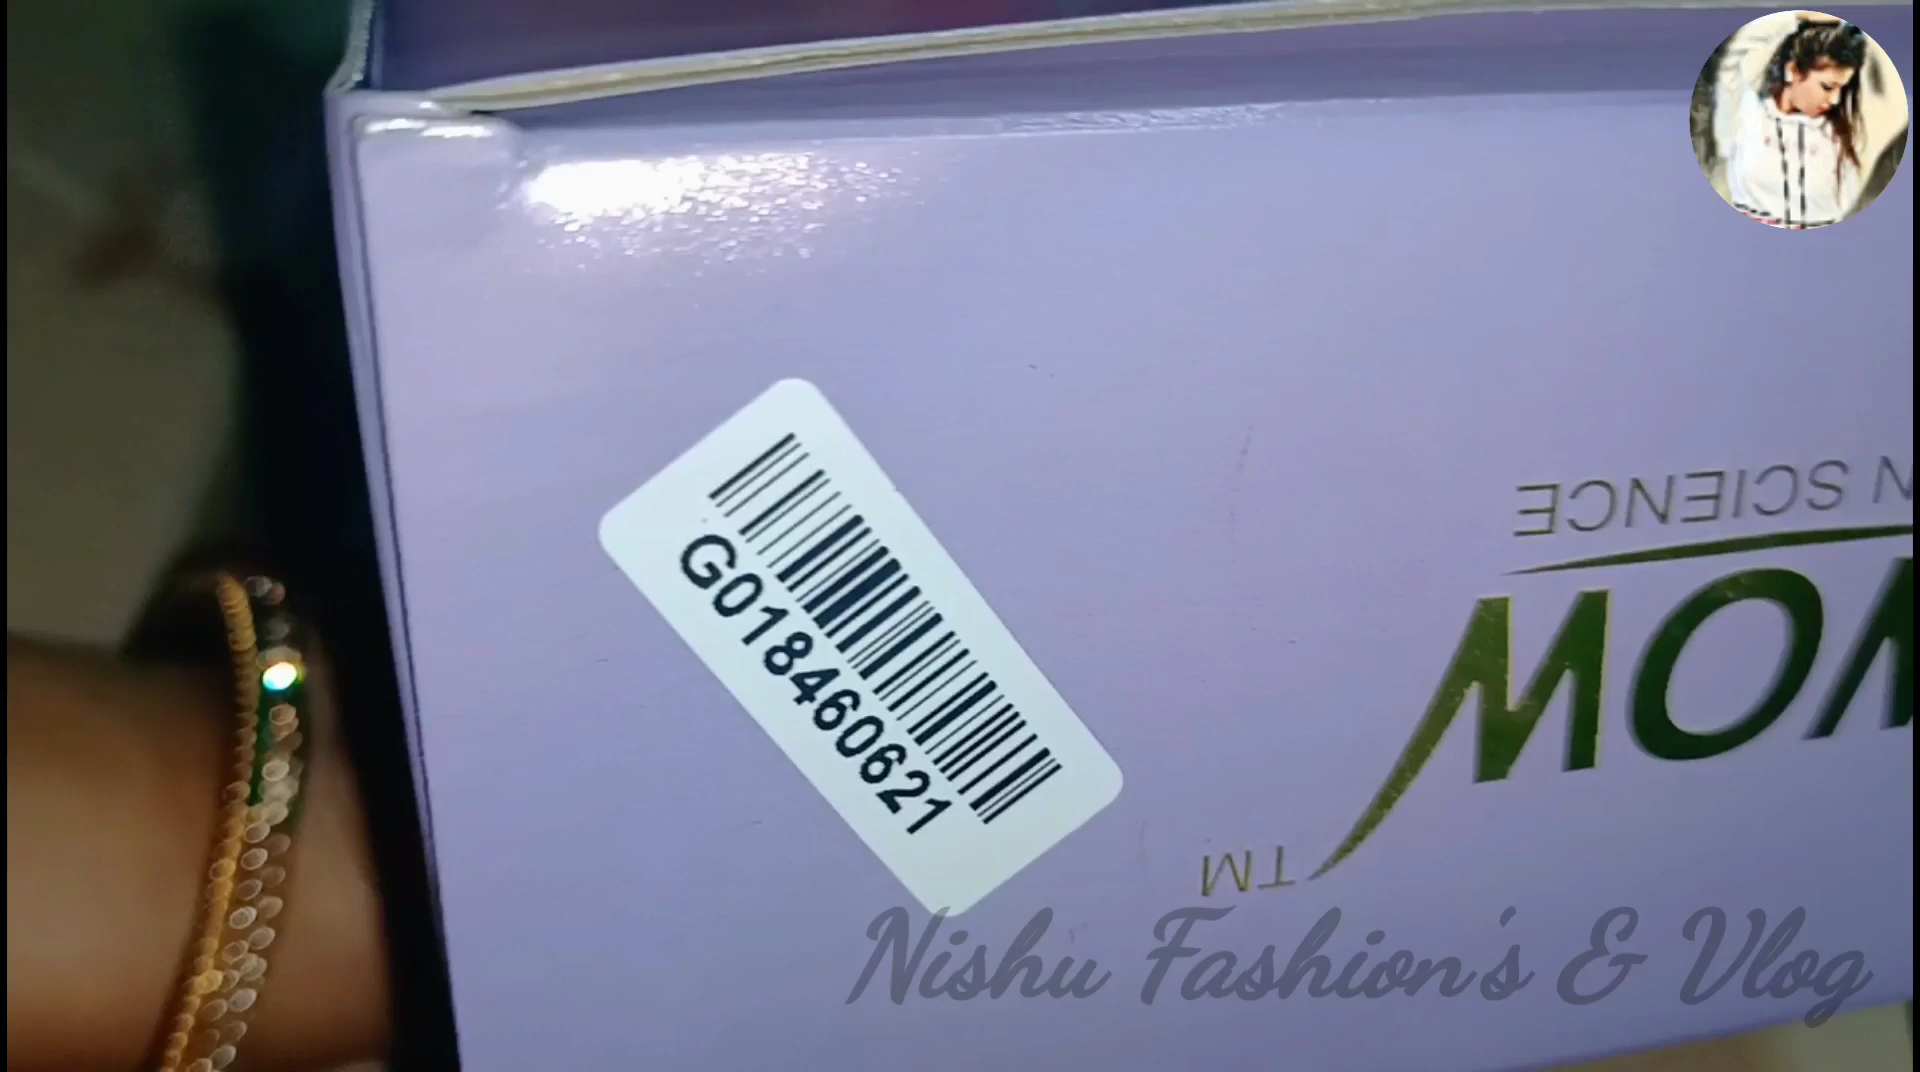 G018460621
N SCIENCE
WOW
TM
Nishu Fashion's & Vlog